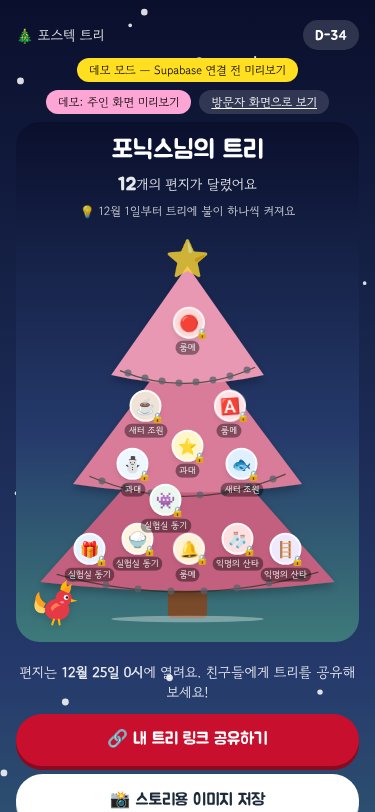 포스텍 트리
D-34
데모 모드 — Supabase 연결 전 미리보기
데모: 주인 화면 미리보기
방문자 화면으로 보기
포닉스님의 트리
12개의 편지가 달렸어요
12월 1일부터 트리에 불이 하나씩 켜져요
룸메
새터 조원
룸메
과대
과대
새터 조원
실험실 동기
실험실 동기
실험실 동기
룸메
익명의 산타
익명의 산타
편지는 12월 25일 0시에 열려요. 친구들에게 트리를 공유해
보세요!
내 트리 링크 공유하기
스토리용 이미지 저장